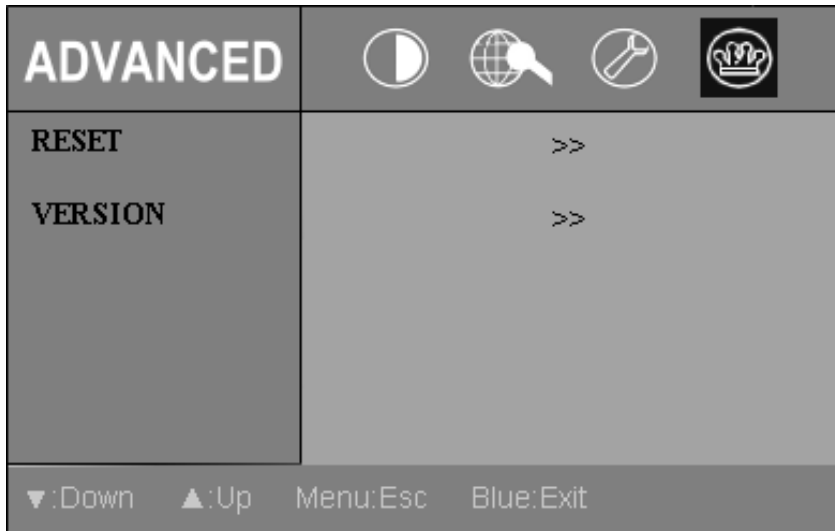 ADVANCED
RESET >>
VERSION >>
▼:Down ▲:Up Menu:Esc Blue:Exit